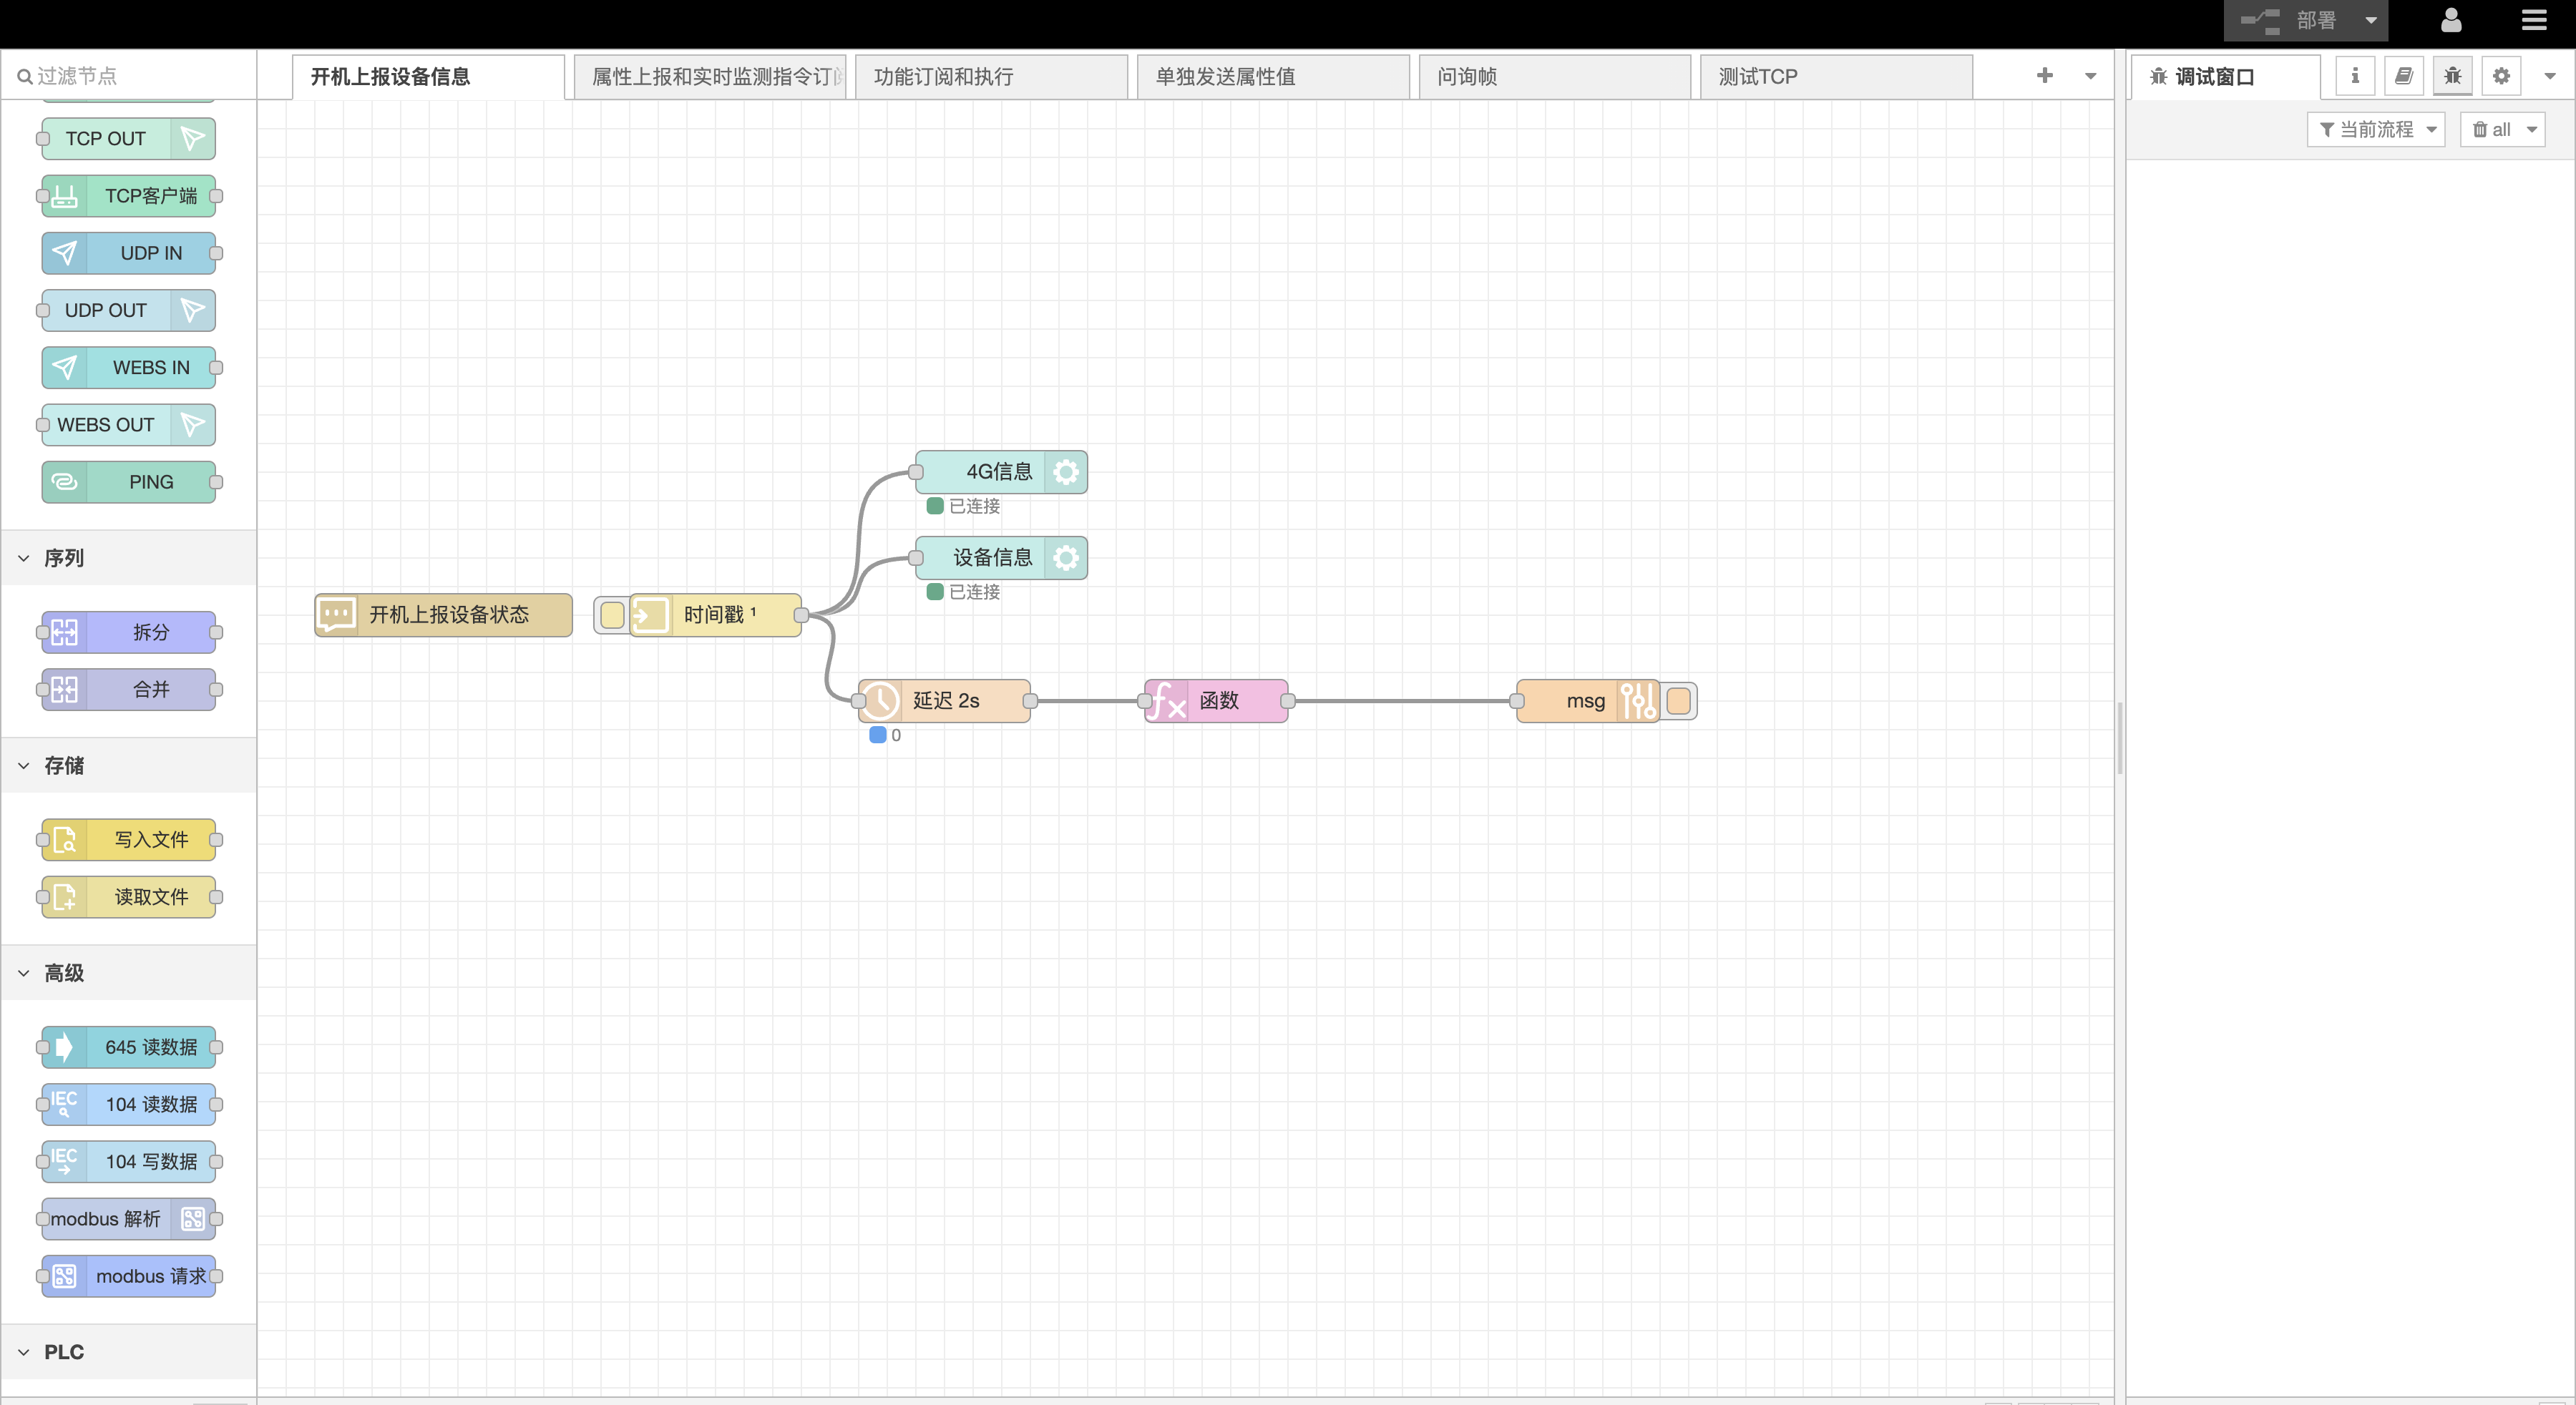 部署
过滤节点
开机上报设备信息
属性上报和实时监测指令订
功能订阅和执行
单独发送属性值
问询帧
测试TCP
调试窗口
当前流程
all
TCP OUT
TCP客户端
UDP IN
UDP OUT
WEBS IN
WEBS OUT
PING
序列
拆分
合并
存储
写入文件
读取文件
高级
645 读数据
IEC
104 读数据
IEC
104 写数据
modbus 解析
modbus 请求
PLC
4G信息
已连接
设备信息
已连接
开机上报设备状态
时间戳 ¹
延迟 2s
0
函数
msg